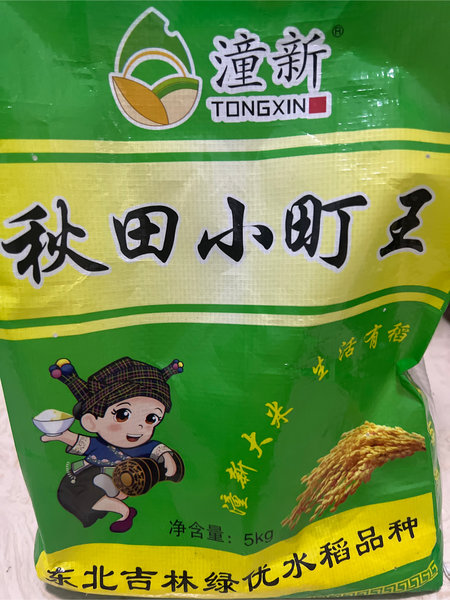 潼新®
TONGXIN
秋田小町王
潼新大米 生活有稻
净含量：5kg
东北吉林绿优水稻品种